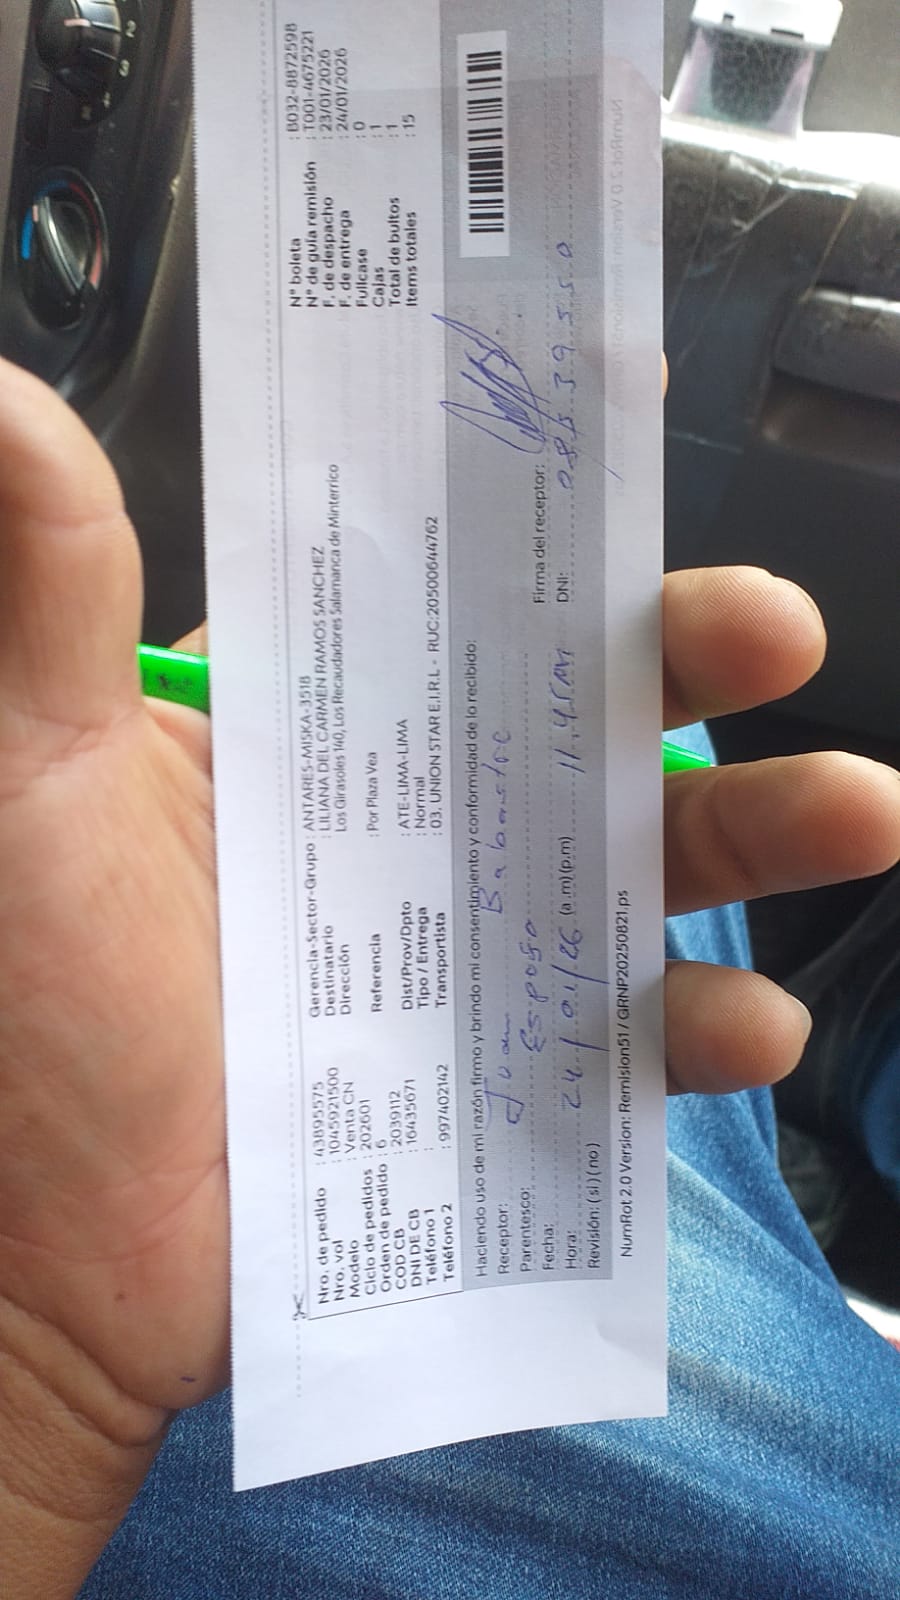 Nro. de pedido : 43895575
Nro, vol : 1045921500
Modelo : Venta CN
Ciclo de pedidos : 202601
Orden de pedido : 6
COD CB : 2039112
DNI DE CB : 16435671
Teléfono 1 :
Teléfono 2 : 997402142
Gerencia-Sector-Grupo : ANTARES-MISKA-3518
Destinatario : LILIANA DEL CARMEN RAMOS SANCHEZ
Dirección : Los Girasoles 140, Los Recaudadores Salamanca de Minterrico
Referencia : Por Plaza Vea
Dist/Prov/Dpto : ATE-LIMA-LIMA
Tipo / Entrega : Normal
Transportista : 03. UNION STAR E.I.R.L - RUC:20500644762
N° boleta : B032-8872598
N° de guía remisión : T001-4675221
F. de despacho : 23/01/2026
F. de entrega : 24/01/2026
Fullcase : 0
Cajas : 1
Total de bultos : 1
Items totales : 15
Haciendo uso de mi razón firmo y brindo mi consentimiento y conformidad de lo recibido:
Receptor: Juan
Parentesco: Esposo
Fecha: 24/01/26
Hora: (a.m)(p.m) 11.45AM
Revisión: (si) (no)
Firma del receptor:
DNI:
NumRot 2.0 Version: Remision51 / GRNP20250821.ps
2
3
4